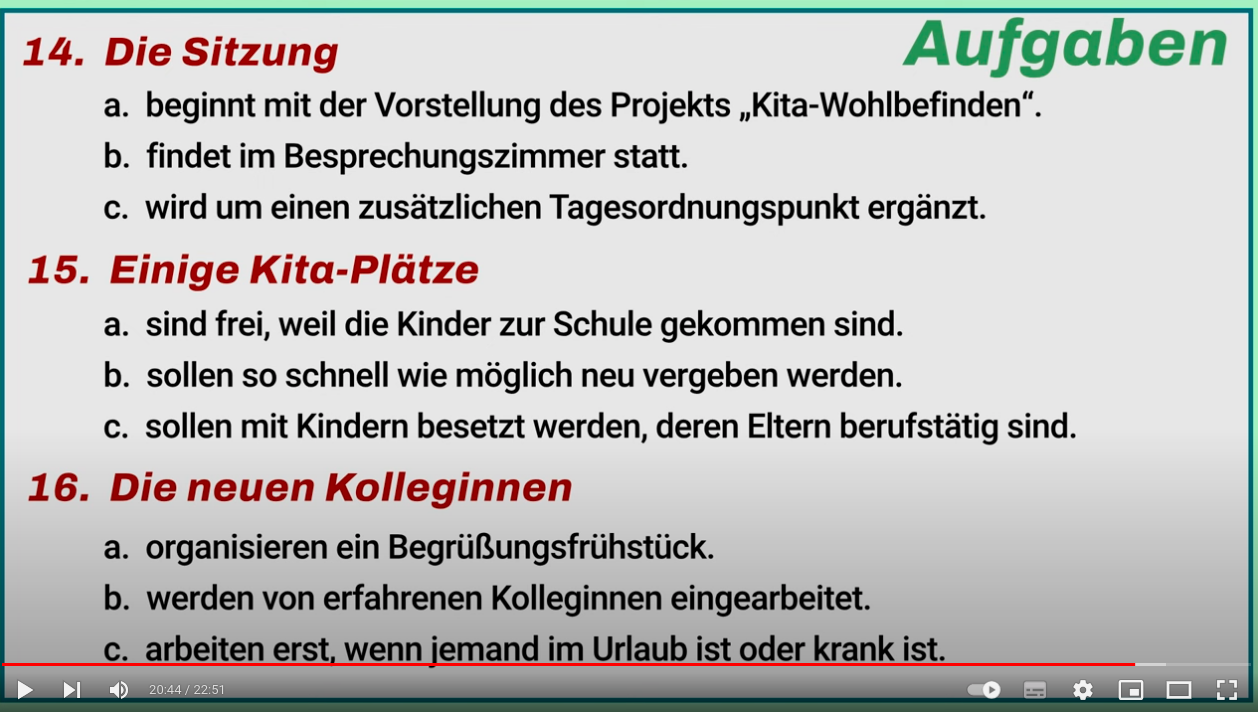 Aufgaben
14. Die Sitzung
a. beginnt mit der Vorstellung des Projekts „Kita-Wohlbefinden“.
b. findet im Besprechungszimmer statt.
c. wird um einen zusätzlichen Tagesordnungspunkt ergänzt.
15. Einige Kita-Plätze
a. sind frei, weil die Kinder zur Schule gekommen sind.
b. sollen so schnell wie möglich neu vergeben werden.
c. sollen mit Kindern besetzt werden, deren Eltern berufstätig sind.
16. Die neuen Kolleginnen
a. organisieren ein Begrüßungsfrühstück.
b. werden von erfahrenen Kolleginnen eingearbeitet.
c. arbeiten erst, wenn jemand im Urlaub ist oder krank ist.
20:44 / 22:51